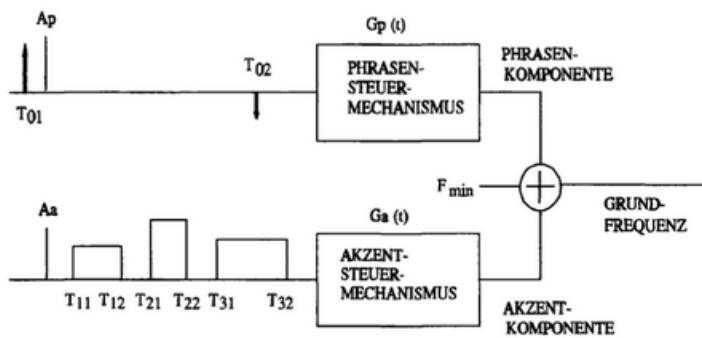 Ap
Gp (t)
T02
T01
PHRASEN-
STEUER-
MECHANISMUS
PHRASEN-
KOMPONENTE
Fmin
Aa
Ga (t)
GRUND-
FREQUENZ
AKZENT-
STEUER-
MECHANISMUS
T11 T12 T21 T22 T31 T32
AKZENT-
KOMPONENTE